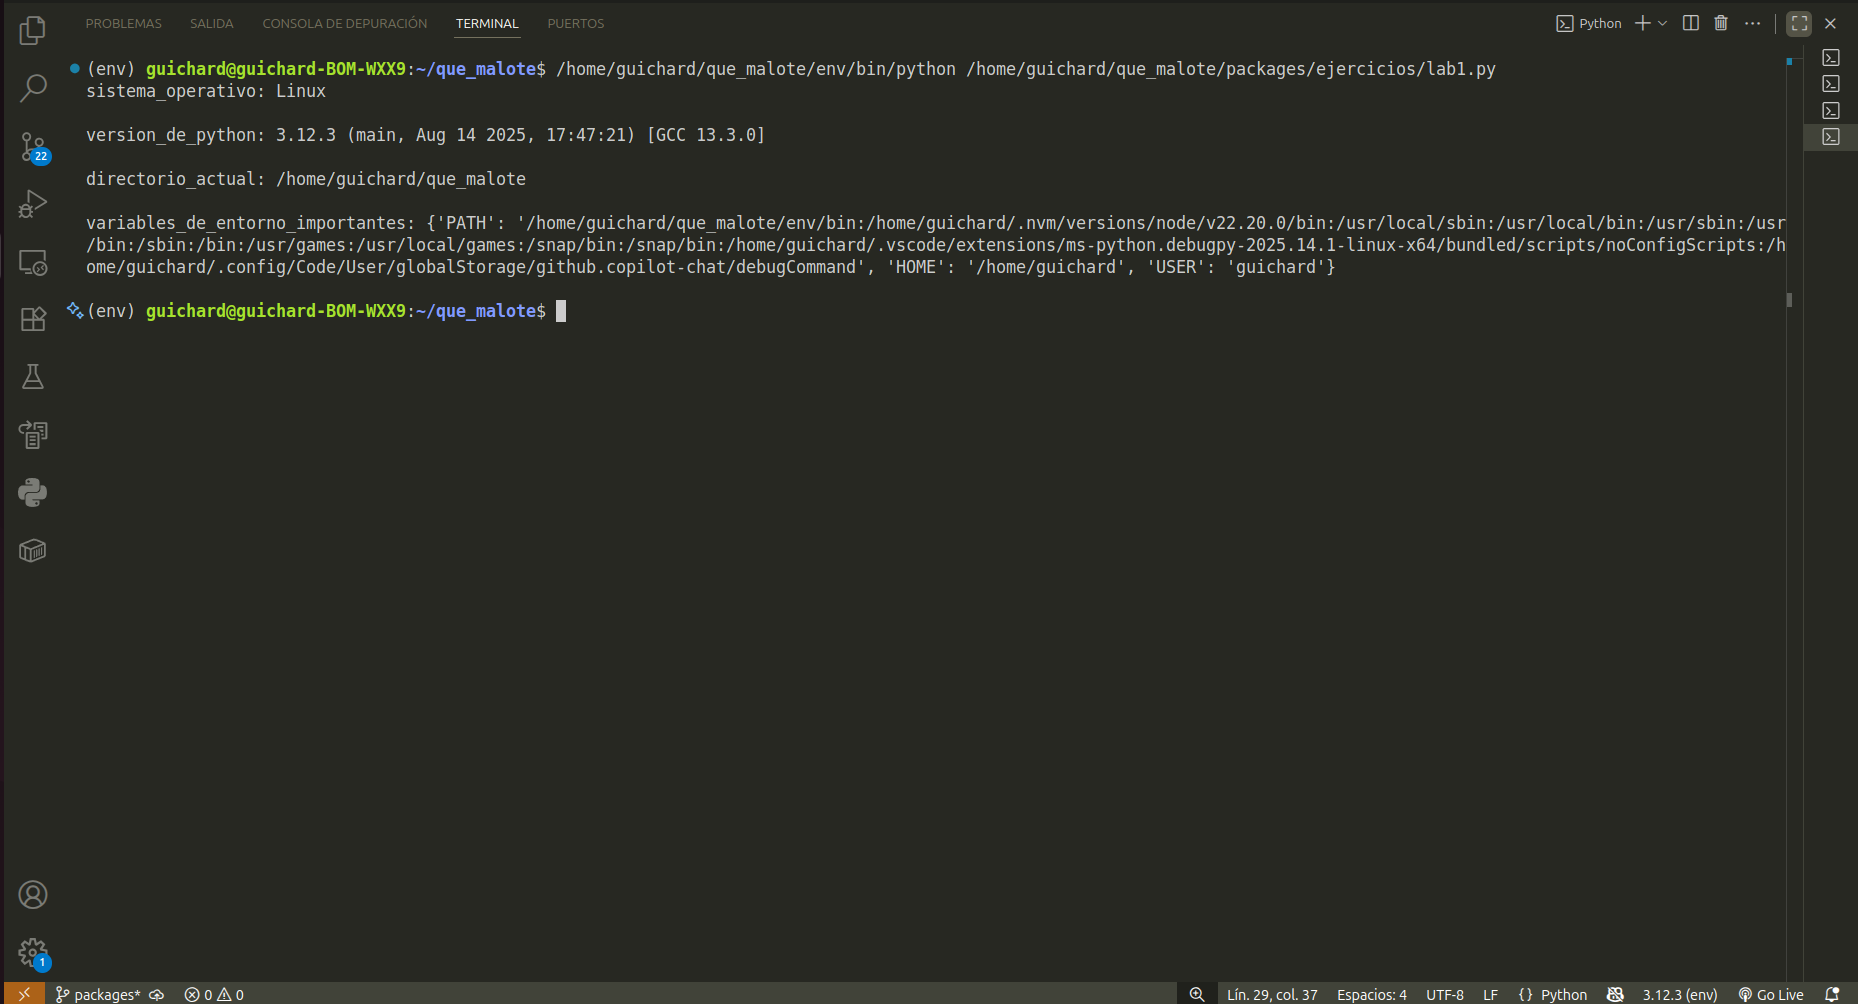 PROBLEMAS SALIDA CONSOLA DE DEPURACIÓN TERMINAL PUERTOS Python
(env) guichard@guichard-BOM-WXX9:~/que_malote$ /home/guichard/que_malote/env/bin/python /home/guichard/que_malote/packages/ejercicios/lab1.py
sistema_operativo: Linux
version_de_python: 3.12.3 (main, Aug 14 2025, 17:47:21) [GCC 13.3.0]
directorio_actual: /home/guichard/que_malote
variables_de_entorno_importantes: {'PATH': '/home/guichard/que_malote/env/bin:/home/guichard/.nvm/versions/node/v22.20.0/bin:/usr/local/sbin:/usr/local/bin:/usr/sbin:/usr
/bin:/sbin:/bin:/usr/games:/usr/local/games:/snap/bin:/snap/bin:/home/guichard/.vscode/extensions/ms-python.debugpy-2025.14.1-linux-x64/bundled/scripts/noConfigScripts:/h
ome/guichard/.config/Code/User/globalStorage/github.copilot-chat/debugCommand', 'HOME': '/home/guichard', 'USER': 'guichard'}
(env) guichard@guichard-BOM-WXX9:~/que_malote$
22
1
packages* 0 0 Lín. 29, col. 37 Espacios: 4 UTF-8 LF {} Python 3.12.3 (env) Go Live